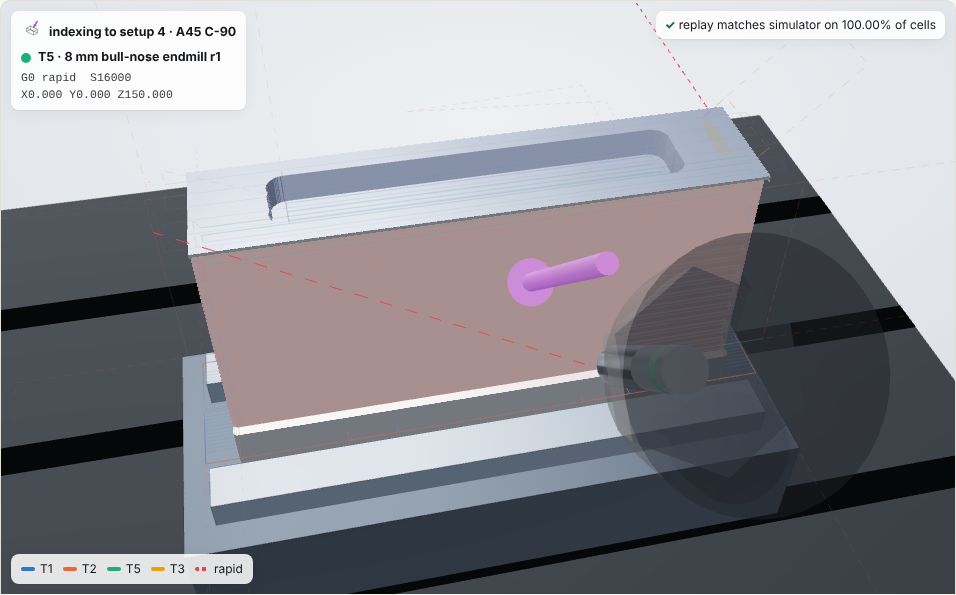 indexing to setup 4 · A45 C-90
T5 · 8 mm bull-nose endmill r1
G0 rapid S16000
X0.000 Y0.000 Z150.000
✓ replay matches simulator on 100.00% of cells
T1 T2 T5 T3 rapid